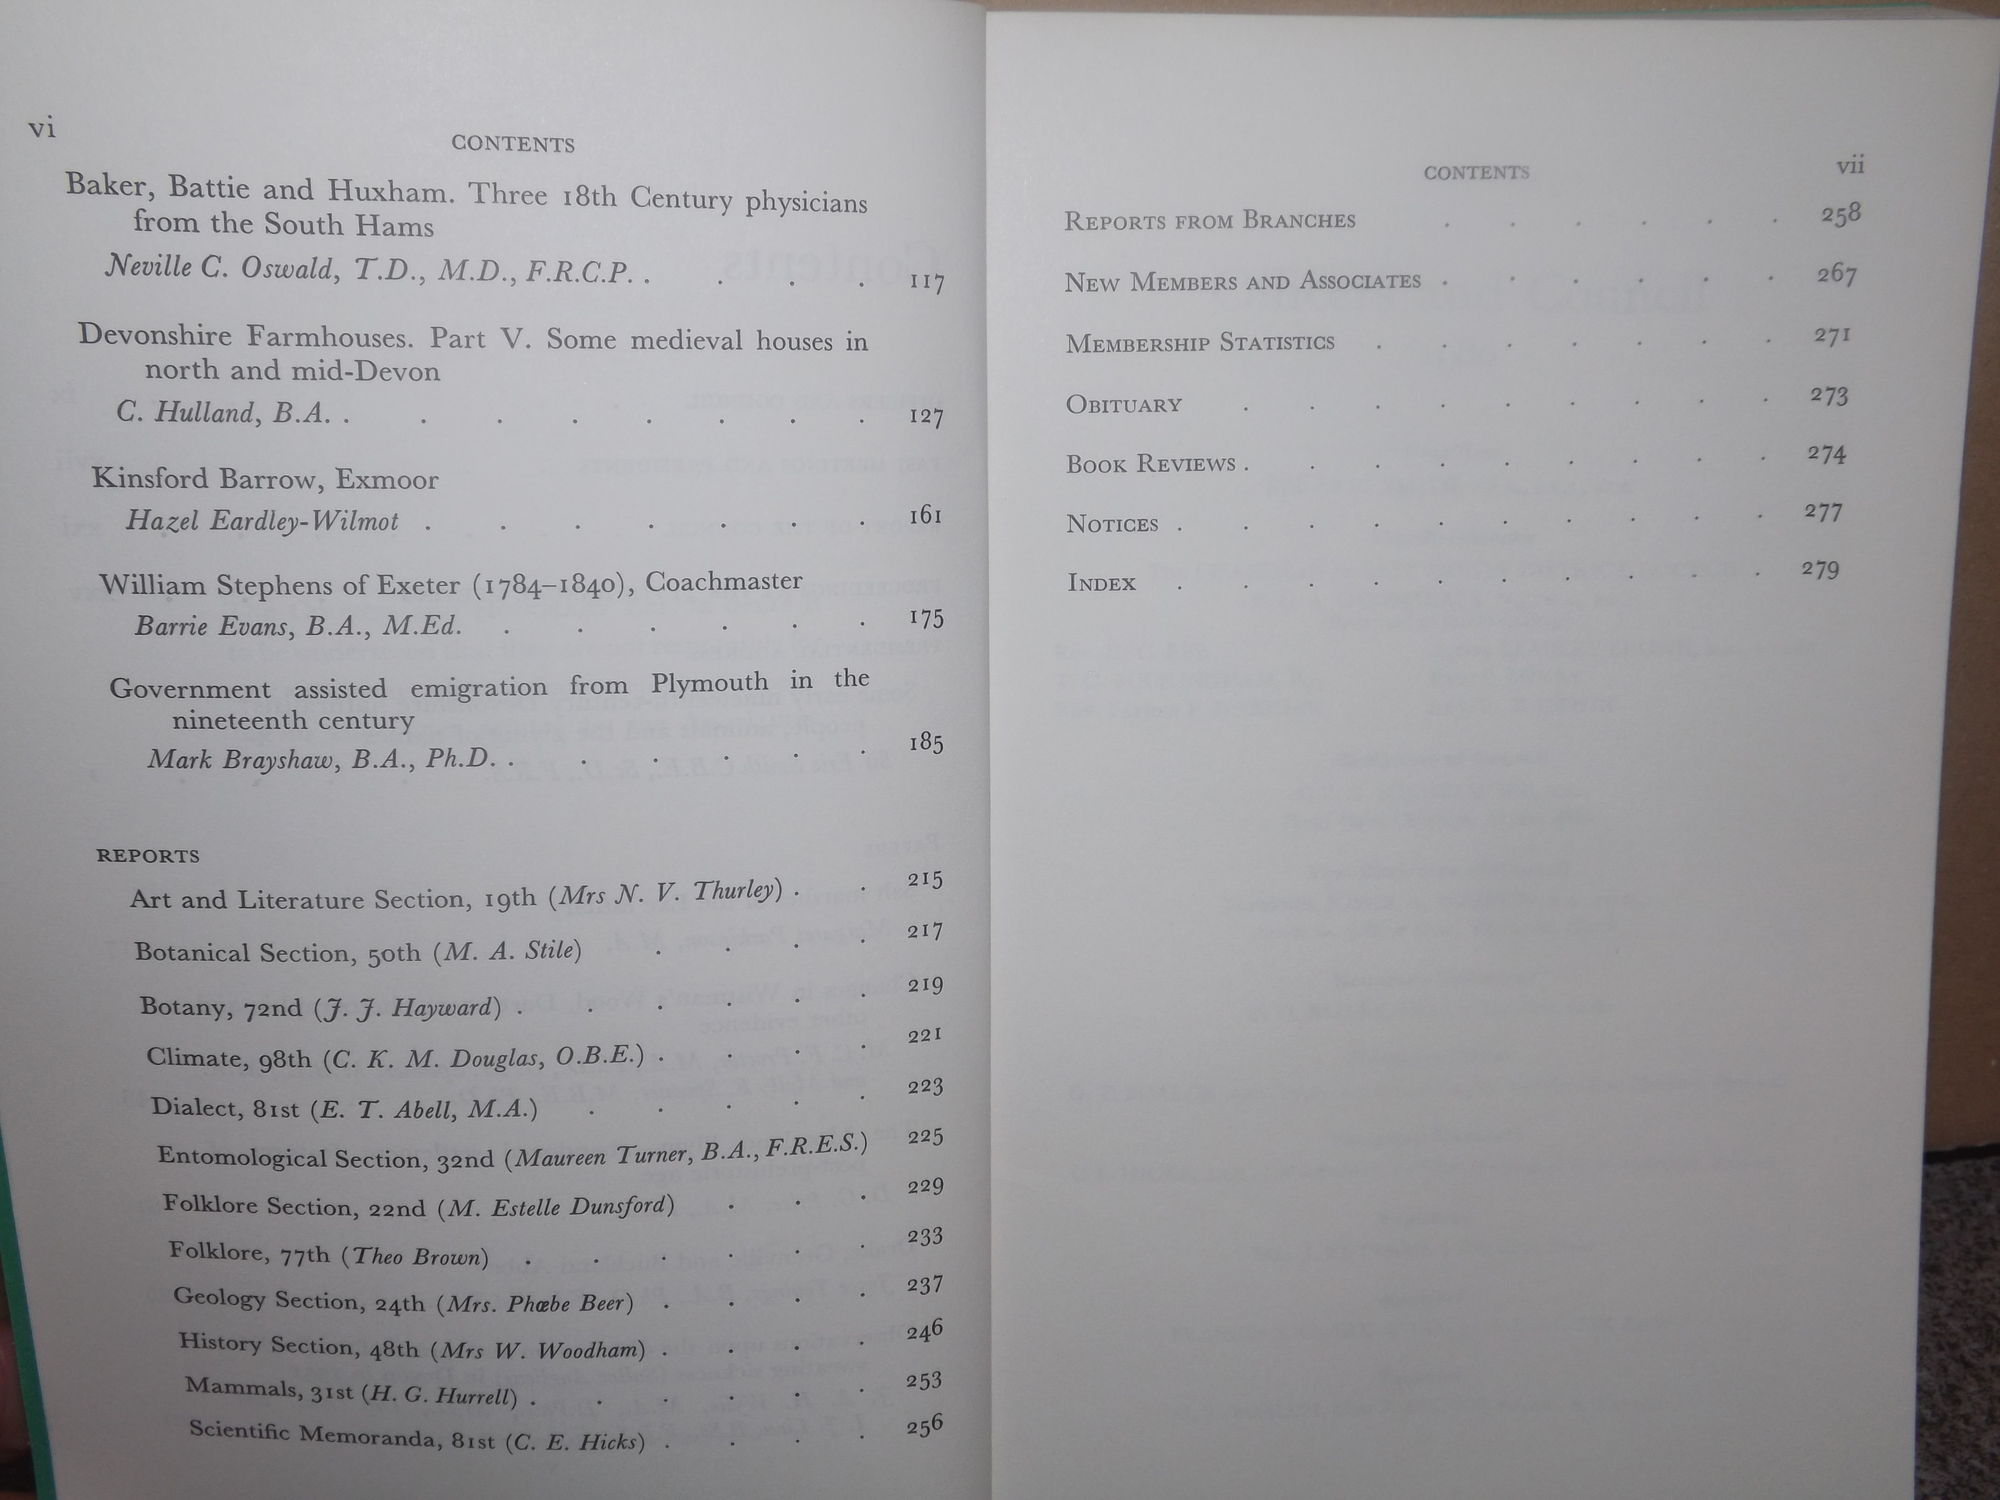 vi
CONTENTS
Baker, Battie and Huxham. Three 18th Century physicians
from the South Hams
Neville C. Oswald, T.D., M.D., F.R.C.P. . . . . 117
Devonshire Farmhouses. Part V. Some medieval houses in
north and mid-Devon
C. Hulland, B.A. . . . . . . . . 127
Kinsford Barrow, Exmoor
Hazel Eardley-Wilmot . . . . . . . 161
William Stephens of Exeter (1784–1840), Coachmaster
Barrie Evans, B.A., M.Ed. . . . . . . 175
Government assisted emigration from Plymouth in the
nineteenth century
Mark Brayshaw, B.A., Ph.D. . . . . . . 185
REPORTS
Art and Literature Section, 19th (Mrs N. V. Thurley) . . 215
Botanical Section, 50th (M. A. Stile) . . . . 217
Botany, 72nd (J. J. Hayward) . . . . . . 219
Climate, 98th (C. K. M. Douglas, O.B.E.) . . . . 221
Dialect, 81st (E. T. Abell, M.A.) . . . . . 223
Entomological Section, 32nd (Maureen Turner, B.A., F.R.E.S.) 225
Folklore Section, 22nd (M. Estelle Dunsford) . . . 229
Folklore, 77th (Theo Brown) . . . . . . 233
Geology Section, 24th (Mrs. Phœbe Beer) . . . . 237
History Section, 48th (Mrs W. Woodham) . . . . 246
Mammals, 31st (H. G. Hurrell) . . . . . . 253
Scientific Memoranda, 81st (C. E. Hicks) . . . . 256
CONTENTS
vii
REPORTS FROM BRANCHES . . . . . . 258
NEW MEMBERS AND ASSOCIATES . . . . . . 267
MEMBERSHIP STATISTICS . . . . . . . 271
OBITUARY . . . . . . . . . 273
BOOK REVIEWS . . . . . . . . . 274
NOTICES . . . . . . . . . . 277
INDEX . . . . . . . . . . 279